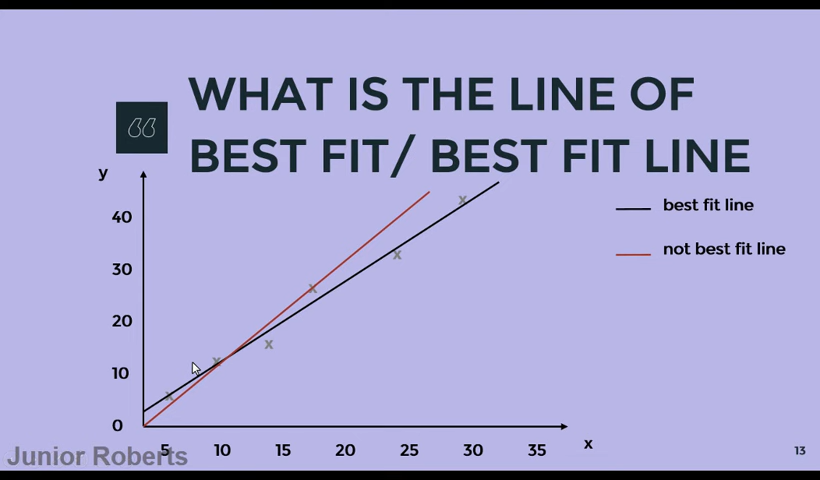 WHAT IS THE LINE OF
BEST FIT/ BEST FIT LINE
y
best fit line
not best fit line
40
30
20
10
0
x
x
x
x
x
x
5 10 15 20 25 30 35 x
Junior Roberts
13